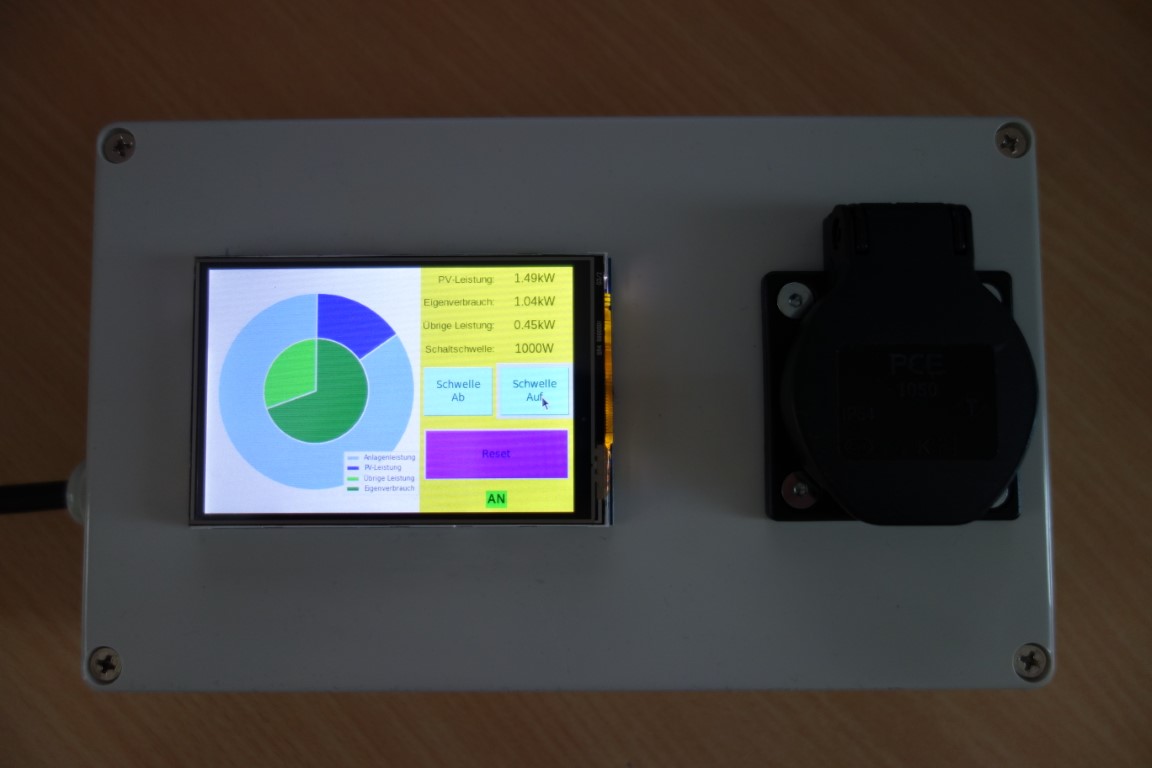 PV-Leistung: 1.49kW
Eigenverbrauch: 1.04kW
Übrige Leistung: 0.45kW
Schaltschwelle: 1000W
Schwelle
Ab
Schwelle
Auf
Reset
AN
Anlagenleistung
PV-Leistung
Übrige Leistung
Eigenverbrauch
PCE